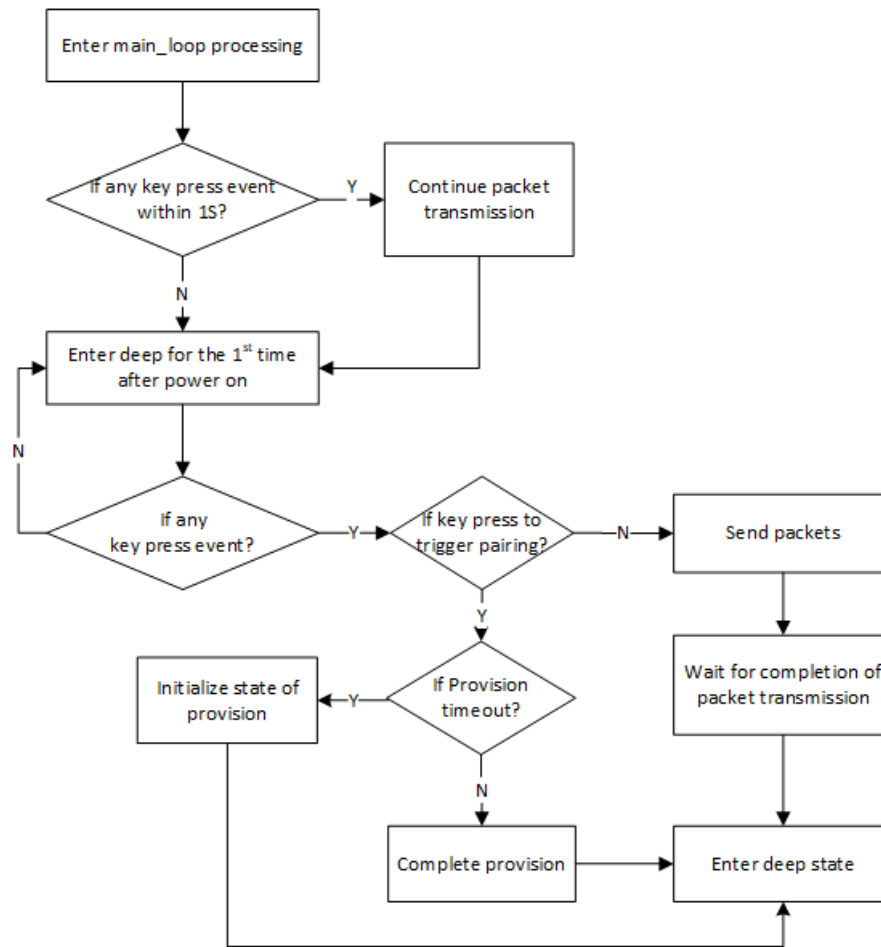 Enter main_loop processing
If any key press event
within 1S?
Y
Continue packet
transmission
N
Enter deep for the 1st time
after power on
N
If any
key press event?
Y
If key press to
trigger pairing?
N
Send packets
Y
Wait for completion of
packet transmission
Initialize state of
provision
Y
If Provision
timeout?
N
Complete provision
Enter deep state